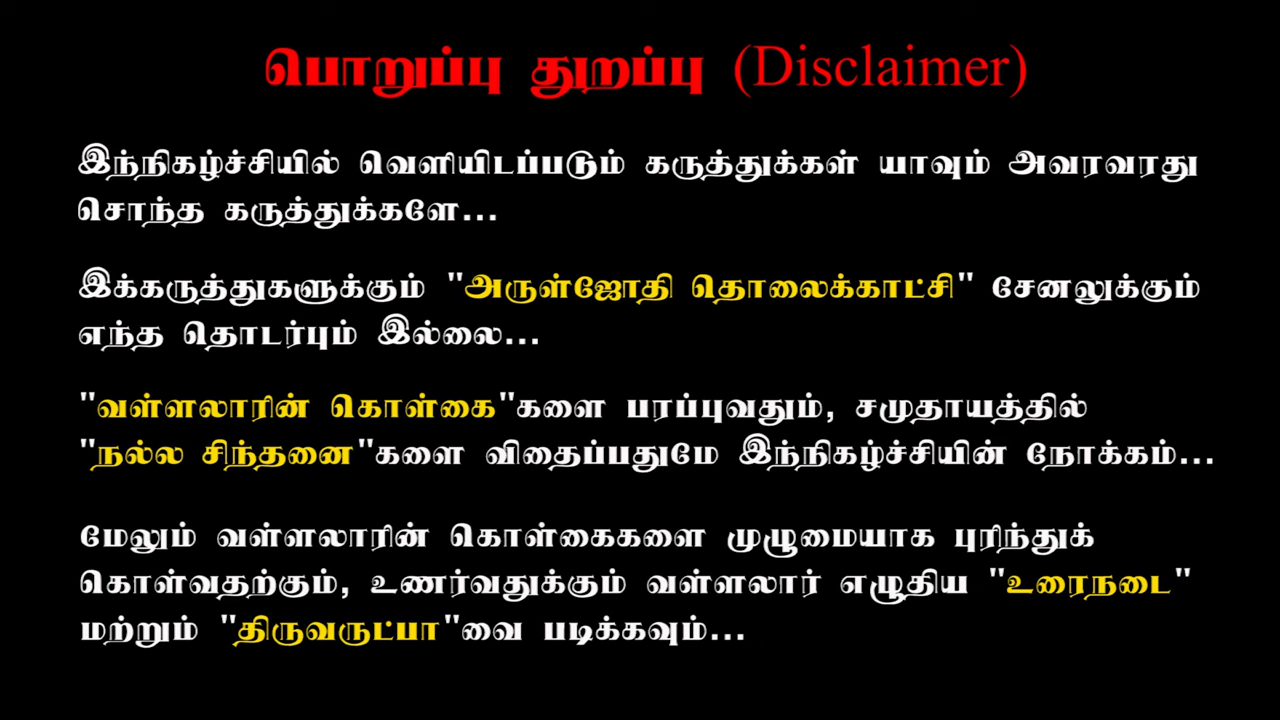 பொறுப்பு துறப்பு (Disclaimer)
இந்நிகழ்ச்சியில் வெளியிடப்படும் கருத்துக்கள் யாவும் அவரவரது
சொந்த கருத்துக்களே...
இக்கருத்துகளுக்கும் "அருள்ஜோதி தொலைக்காட்சி" சேனலுக்கும்
எந்த தொடர்பும் இல்லை...
"வள்ளலாரின் கொள்கை"களை பரப்புவதும், சமுதாயத்தில்
"நல்ல சிந்தனை"களை விதைப்பதுமே இந்நிகழ்ச்சியின் நோக்கம்...
மேலும் வள்ளலாரின் கொள்கைகளை முழுமையாக புரிந்துக்
கொள்வதற்கும், உணர்வதுக்கும் வள்ளலார் எழுதிய "உரைநடை"
மற்றும் "திருவருட்பா"வை படிக்கவும்...